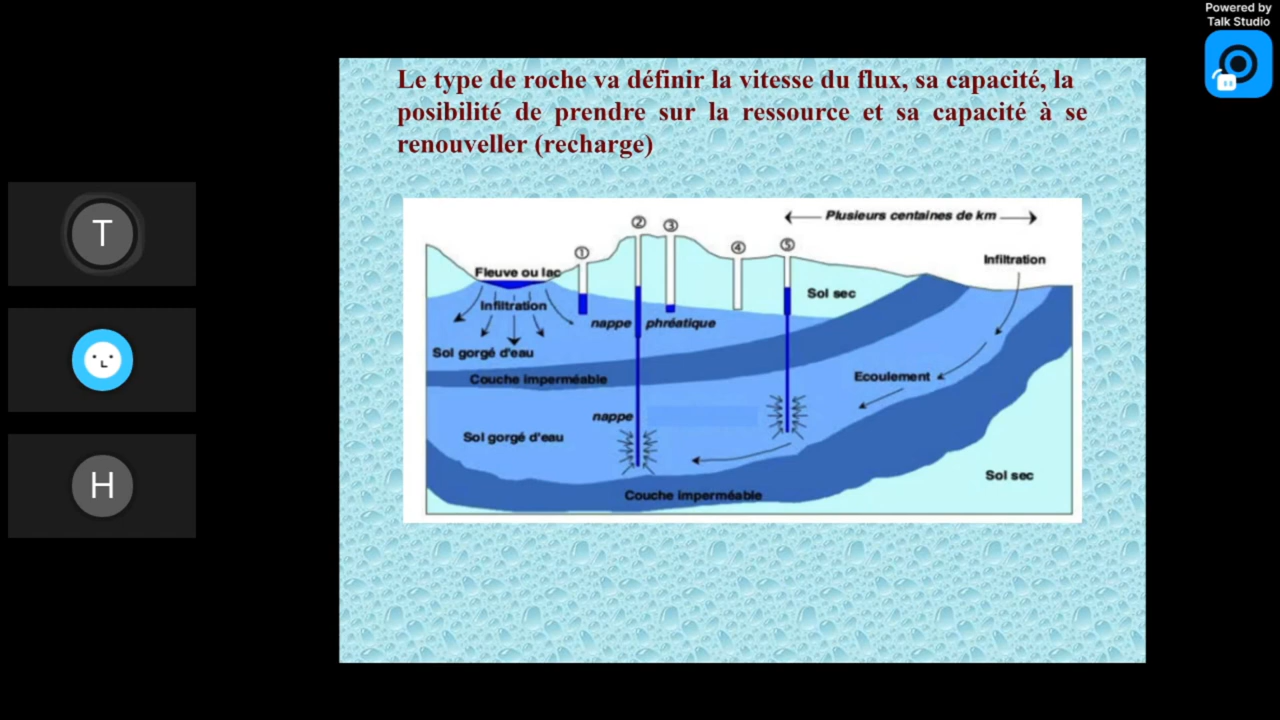 Powered by
Talk Studio
Le type de roche va définir la vitesse du flux, sa capacité, la
posibilité de prendre sur la ressource et sa capacité à se
renouveller (recharge)
T
H
Plusieurs centaines de km
① ② ③ ④ ⑤
Infiltration
Fleuve ou lac
Sol sec
Infiltration
nappe phréatique
Sol gorgé d'eau
Couche imperméable
Ecoulement
nappe
Sol gorgé d'eau
Sol sec
Couche imperméable